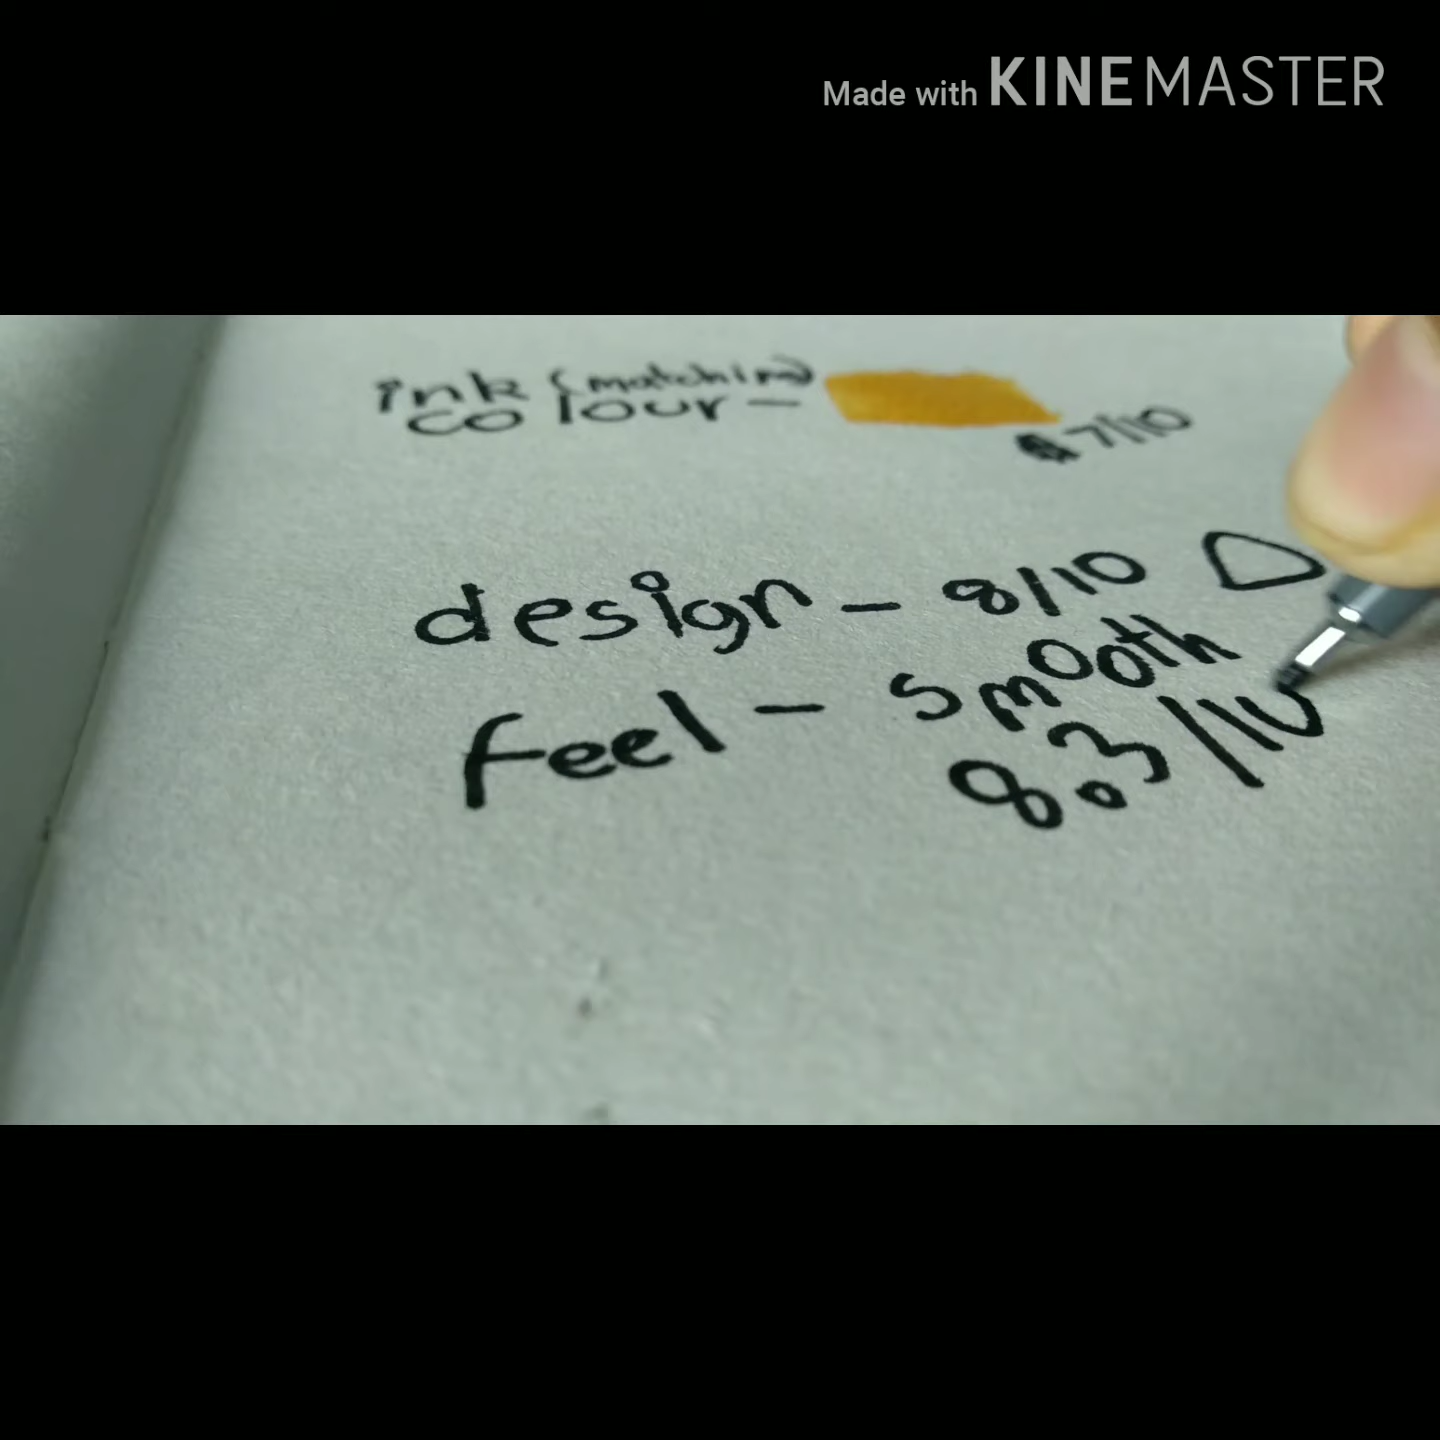 Made with KINEMASTER
ink (matching)
colour –
7/10
design – 8/10
feel – smooth
8.3/10